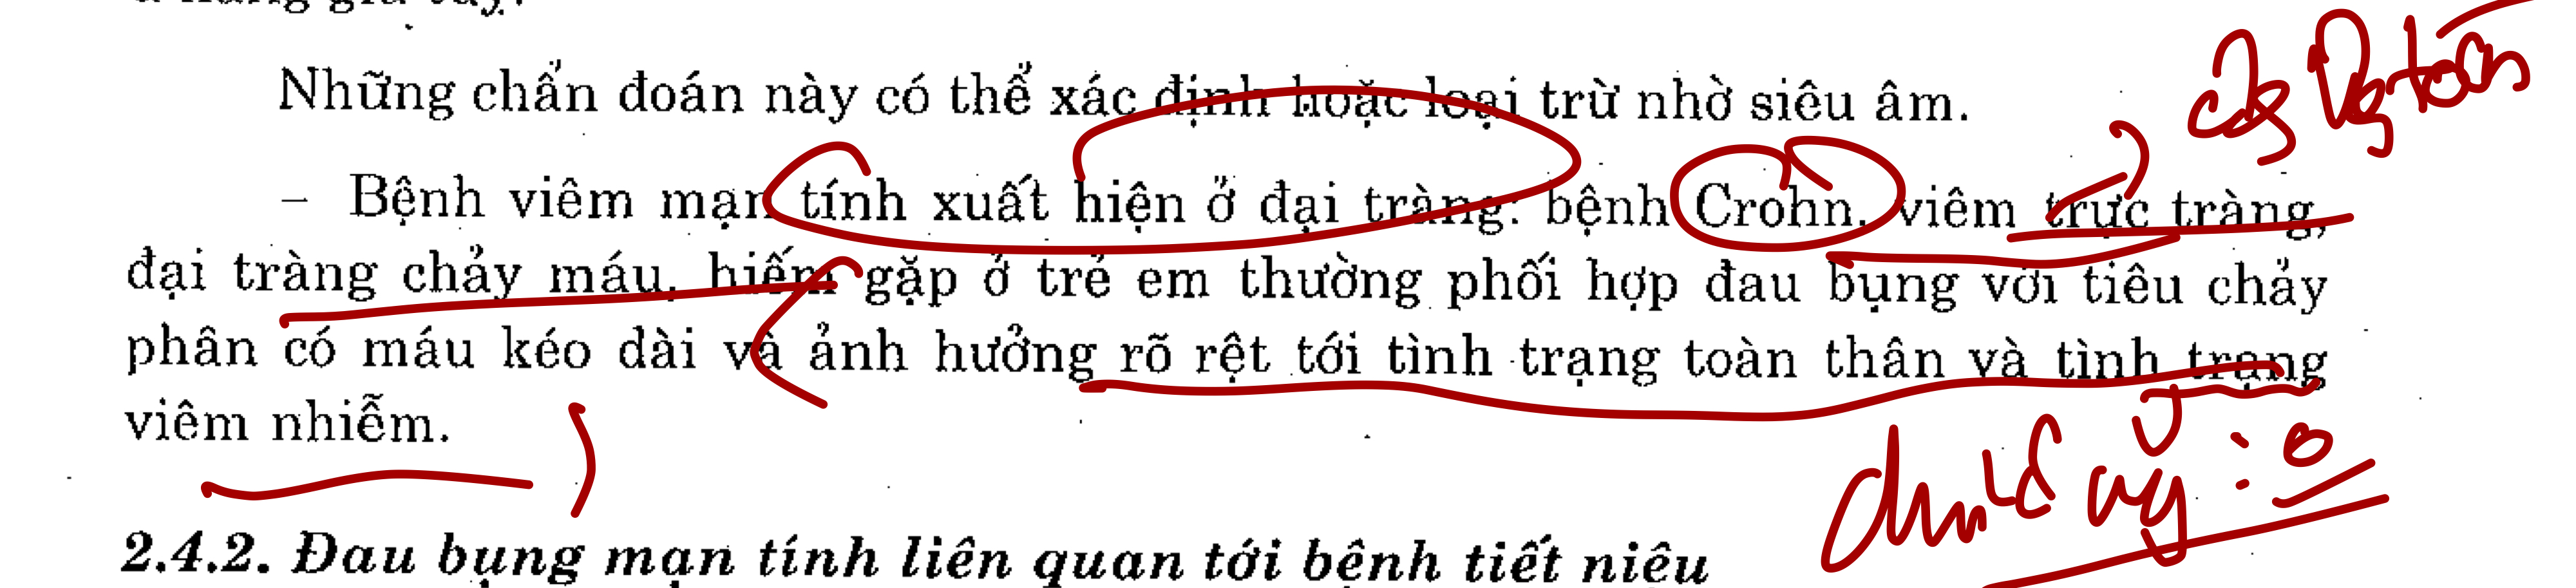 Những chẩn đoán này có thể xác định hoặc loại trừ nhờ siêu âm.
– Bệnh viêm mạn tính xuất hiện ở đại tràng: bệnh Crohn, viêm trực tràng,
đại tràng chảy máu, hiếm gặp ở trẻ em thường phối hợp đau bụng với tiêu chảy
phân có máu kéo dài và ảnh hưởng rõ rệt tới tình trạng toàn thân và tình trạng
viêm nhiễm.
2.4.2. Đau bụng mạn tính liên quan tới bệnh tiết niệu